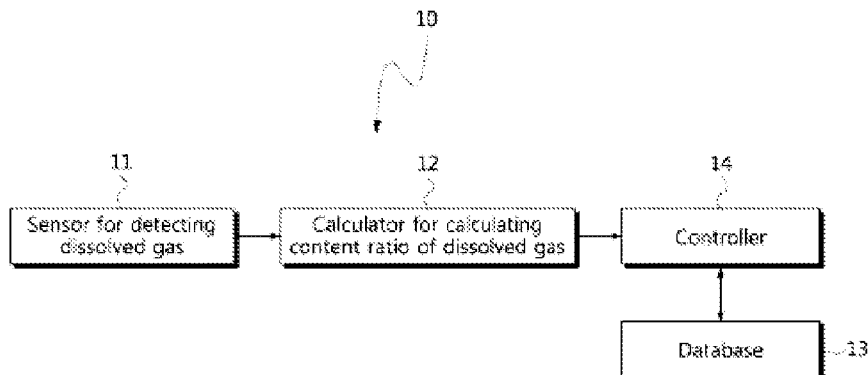 10
11
12
14
Sensor for detecting
dissolved gas
Calculator for calculating
content ratio of dissolved gas
Controller
Database
13